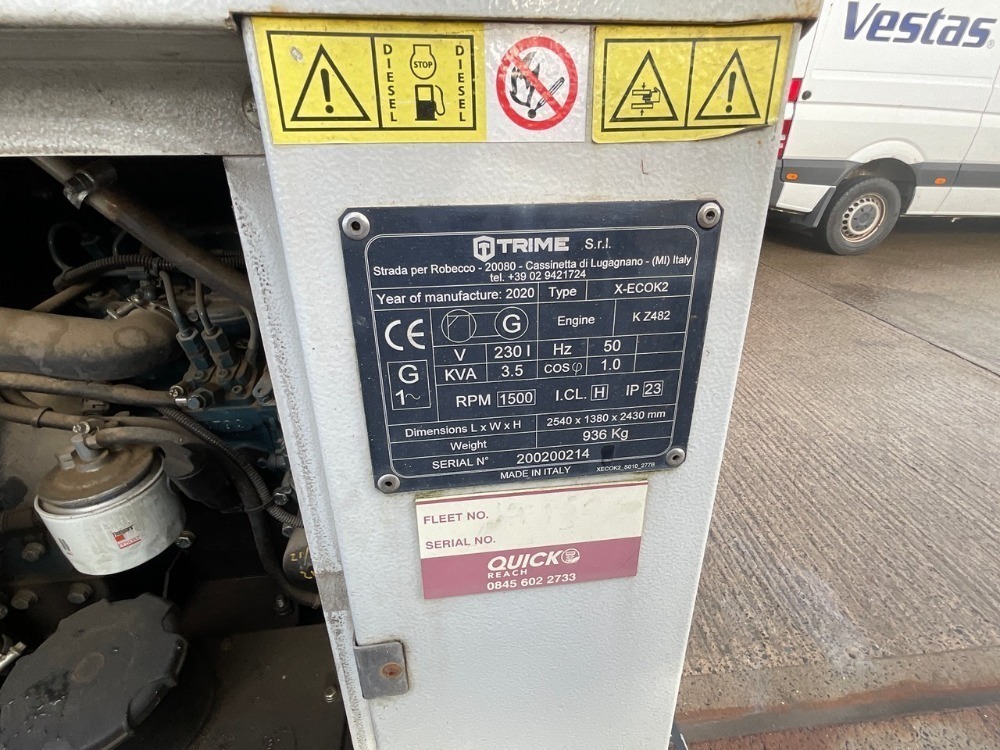 DIESEL
STOP
DIESEL
Vestas
TRIME S.r.l.
Strada per Robecco - 20080 - Cassinetta di Lugagnano - (MI) Italy
tel. +39 02 9421724
Year of manufacture: 2020 Type X-ECOK2
CE G Engine K Z482
V 230 I Hz 50
G KVA 3.5 COS φ 1.0
1~ RPM 1500 I.CL. H IP 23
Dimensions L x W x H 2540 x 1380 x 2430 mm
Weight 936 Kg
SERIAL N° 200200214
MADE IN ITALY XECOK2_S010_277B
FLEET NO.
SERIAL NO.
QUICK
REACH
0845 602 2733